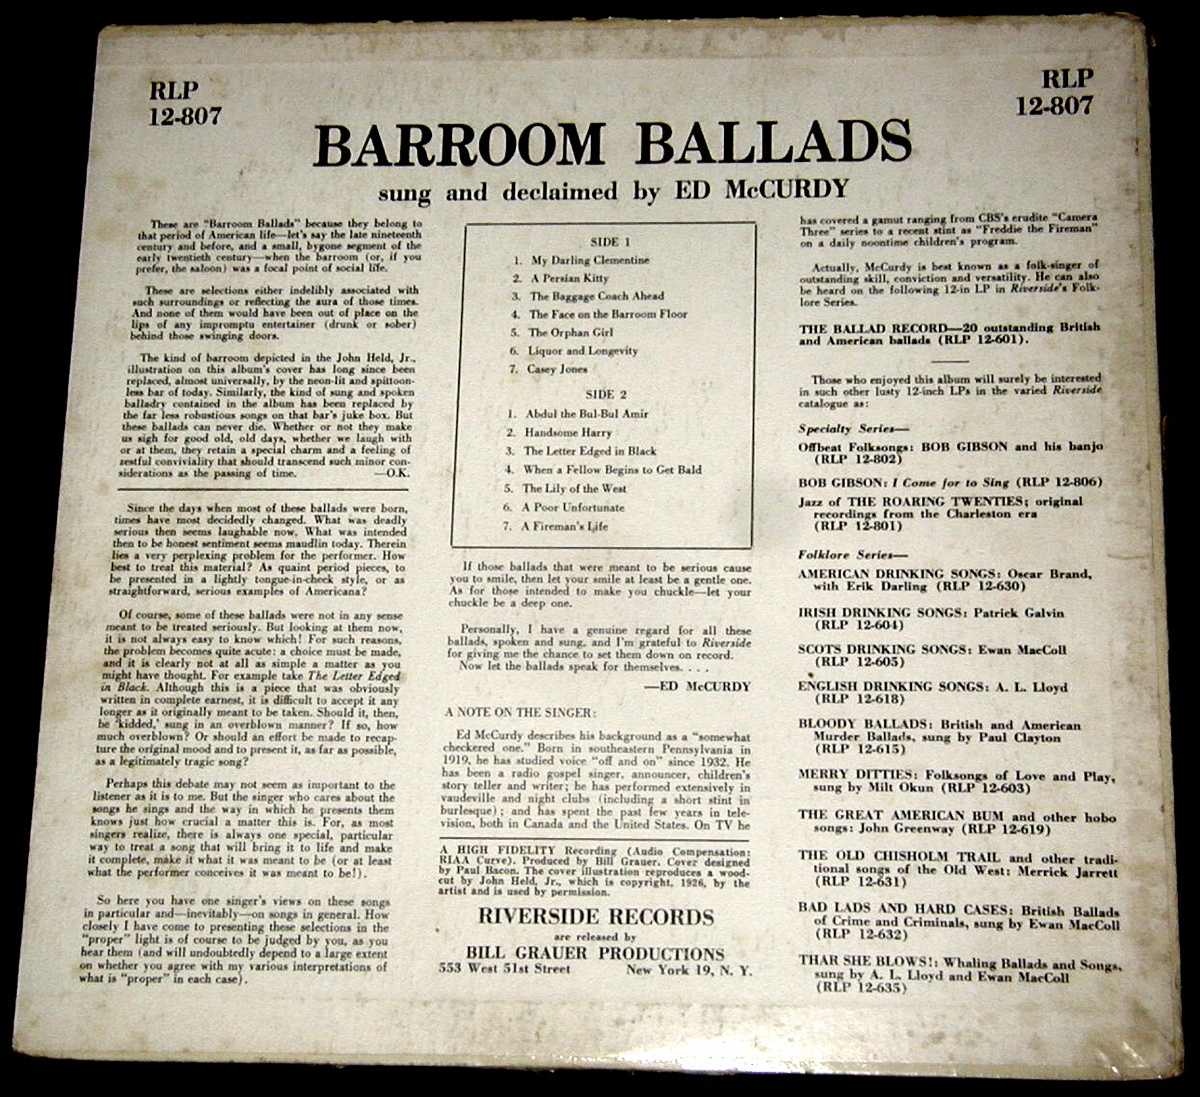 RLP
12-807
RLP
12-807
BARROOM BALLADS
sung and declaimed by ED McCURDY
These are "Barroom Ballads" because they belong to
that period of American life—let's say the late nineteenth
century and before, and a small, bygone segment of the
early twentieth century—when the barroom (or, if you
prefer, the saloon) was a focal point of social life.
These are selections either indelibly associated with
such surroundings or reflecting the aura of those times.
And none of them would have been out of place on the
lips of any impromptu entertainer (drunk or sober)
behind those swinging doors.
The kind of barroom depicted in the John Held, Jr.,
illustration on this album's cover has long since been
replaced, almost universally, by the neon-lit and spittoon-
less bar of today. Similarly, the kind of sung and spoken
balladry contained in the album has been replaced by
the far less robustious songs on that bar's juke box. But
these ballads can never die. Whether or not they make
us sigh for good old, old days, whether we laugh with
or at them, they retain a special charm and a feeling of
zestful conviviality that should transcend such minor con-
siderations as the passing of time. —O.K.
Since the days when most of these ballads were born,
times have most decidedly changed. What was deadly
serious then seems laughable now. What was intended
then to be honest sentiment seems maudlin today. Therein
lies a very perplexing problem for the performer. How
best to treat this material? As quaint period pieces, to
be presented in a lightly tongue-in-cheek style, or as
straightforward, serious examples of Americana?
Of course, some of these ballads were not in any sense
meant to be treated seriously. But looking at them now,
it is not always easy to know which! For such reasons,
the problem becomes quite acute: a choice must be made,
and it is clearly not at all as simple a matter as you
might have thought. For example take The Letter Edged
in Black. Although this is a piece that was obviously
written in complete earnest, it is difficult to accept it any
longer as it originally meant to be taken. Should it, then,
be 'kidded,' sung in an overblown manner? If so, how
much overblown? Or should an effort be made to recap-
ture the original mood and to present it, as far as possible,
as a legitimately tragic song?
Perhaps this debate may not seem as important to the
listener as it is to me. But the singer who cares about the
songs he sings and the way in which he presents them
knows just how crucial a matter this is. For, as most
singers realize, there is always one special, particular
way to treat a song that will bring it to life and make
it complete, make it what it was meant to be (or at least
what the performer conceives it was meant to be!).
So here you have one singer's views on these songs
in particular and—inevitably—on songs in general. How
closely I have come to presenting these selections in the
"proper" light is of course to be judged by you, as you
hear them (and will undoubtedly depend to a large extent
on whether you agree with my various interpretations of
what is "proper" in each case).
SIDE 1
1. My Darling Clementine
2. A Persian Kitty
3. The Baggage Coach Ahead
4. The Face on the Barroom Floor
5. The Orphan Girl
6. Liquor and Longevity
7. Casey Jones
SIDE 2
1. Abdul the Bul-Bul Amir
2. Handsome Harry
3. The Letter Edged in Black
4. When a Fellow Begins to Get Bald
5. The Lily of the West
6. A Poor Unfortunate
7. A Fireman's Life
If those ballads that were meant to be serious cause
you to smile, then let your smile at least be a gentle one.
As for those intended to make you chuckle—let your
chuckle be a deep one.
Personally, I have a genuine regard for all these
ballads, spoken and sung, and I'm grateful to Riverside
for giving me the chance to set them down on record.
Now let the ballads speak for themselves. . . .
—ED McCURDY
A NOTE ON THE SINGER:
Ed McCurdy describes his background as a "somewhat
checkered one." Born in southeastern Pennsylvania in
1919, he has studied voice "off and on" since 1932. He
has been a radio gospel singer, announcer, children's
story teller and writer; he has performed extensively in
vaudeville and night clubs (including a short stint in
burlesque); and has spent the past few years in tele-
vision, both in Canada and the United States. On TV he
A HIGH FIDELITY Recording (Audio Compensation:
RIAA Curve). Produced by Bill Grauer. Cover designed
by Paul Bacon. The cover illustration reproduces a wood-
cut by John Held, Jr., which is copyright, 1926, by the
artist and is used by permission.
RIVERSIDE RECORDS
are released by
BILL GRAUER PRODUCTIONS
553 West 51st Street New York 19, N. Y.
has covered a gamut ranging from CBS's erudite "Camera
Three" series to a recent stint as "Freddie the Fireman"
on a daily noontime children's program.
Actually, McCurdy is best known as a folk-singer of
outstanding skill, conviction and versatility. He can also
be heard on the following 12-in LP in Riverside's Folk-
lore Series.
THE BALLAD RECORD—20 outstanding British
and American ballads (RLP 12-601).
Those who enjoyed this album will surely be interested
in such other lusty 12-inch LPs in the varied Riverside
catalogue as:
Specialty Series—
Offbeat Folksongs: BOB GIBSON and his banjo
(RLP 12-802)
BOB GIBSON: I Come for to Sing (RLP 12-806)
Jazz of THE ROARING TWENTIES; original
recordings from the Charleston era
(RLP 12-801)
Folklore Series—
AMERICAN DRINKING SONGS: Oscar Brand,
with Erik Darling (RLP 12-630)
IRISH DRINKING SONGS: Patrick Galvin
(RLP 12-604)
SCOTS DRINKING SONGS: Ewan MacColl
(RLP 12-605)
ENGLISH DRINKING SONGS: A. L. Lloyd
(RLP 12-618)
BLOODY BALLADS: British and American
Murder Ballads, sung by Paul Clayton
(RLP 12-615)
MERRY DITTIES: Folksongs of Love and Play,
sung by Milt Okun (RLP 12-603)
THE GREAT AMERICAN BUM and other hobo
songs: John Greenway (RLP 12-619)
THE OLD CHISHOLM TRAIL and other tradi-
tional songs of the Old West: Merrick Jarrett
(RLP 12-631)
BAD LADS AND HARD CASES: British Ballads
of Crime and Criminals, sung by Ewan MacColl
(RLP 12-632)
THAR SHE BLOWS!: Whaling Ballads and Songs,
sung by A. L. Lloyd and Ewan MacColl
(RLP 12-635)